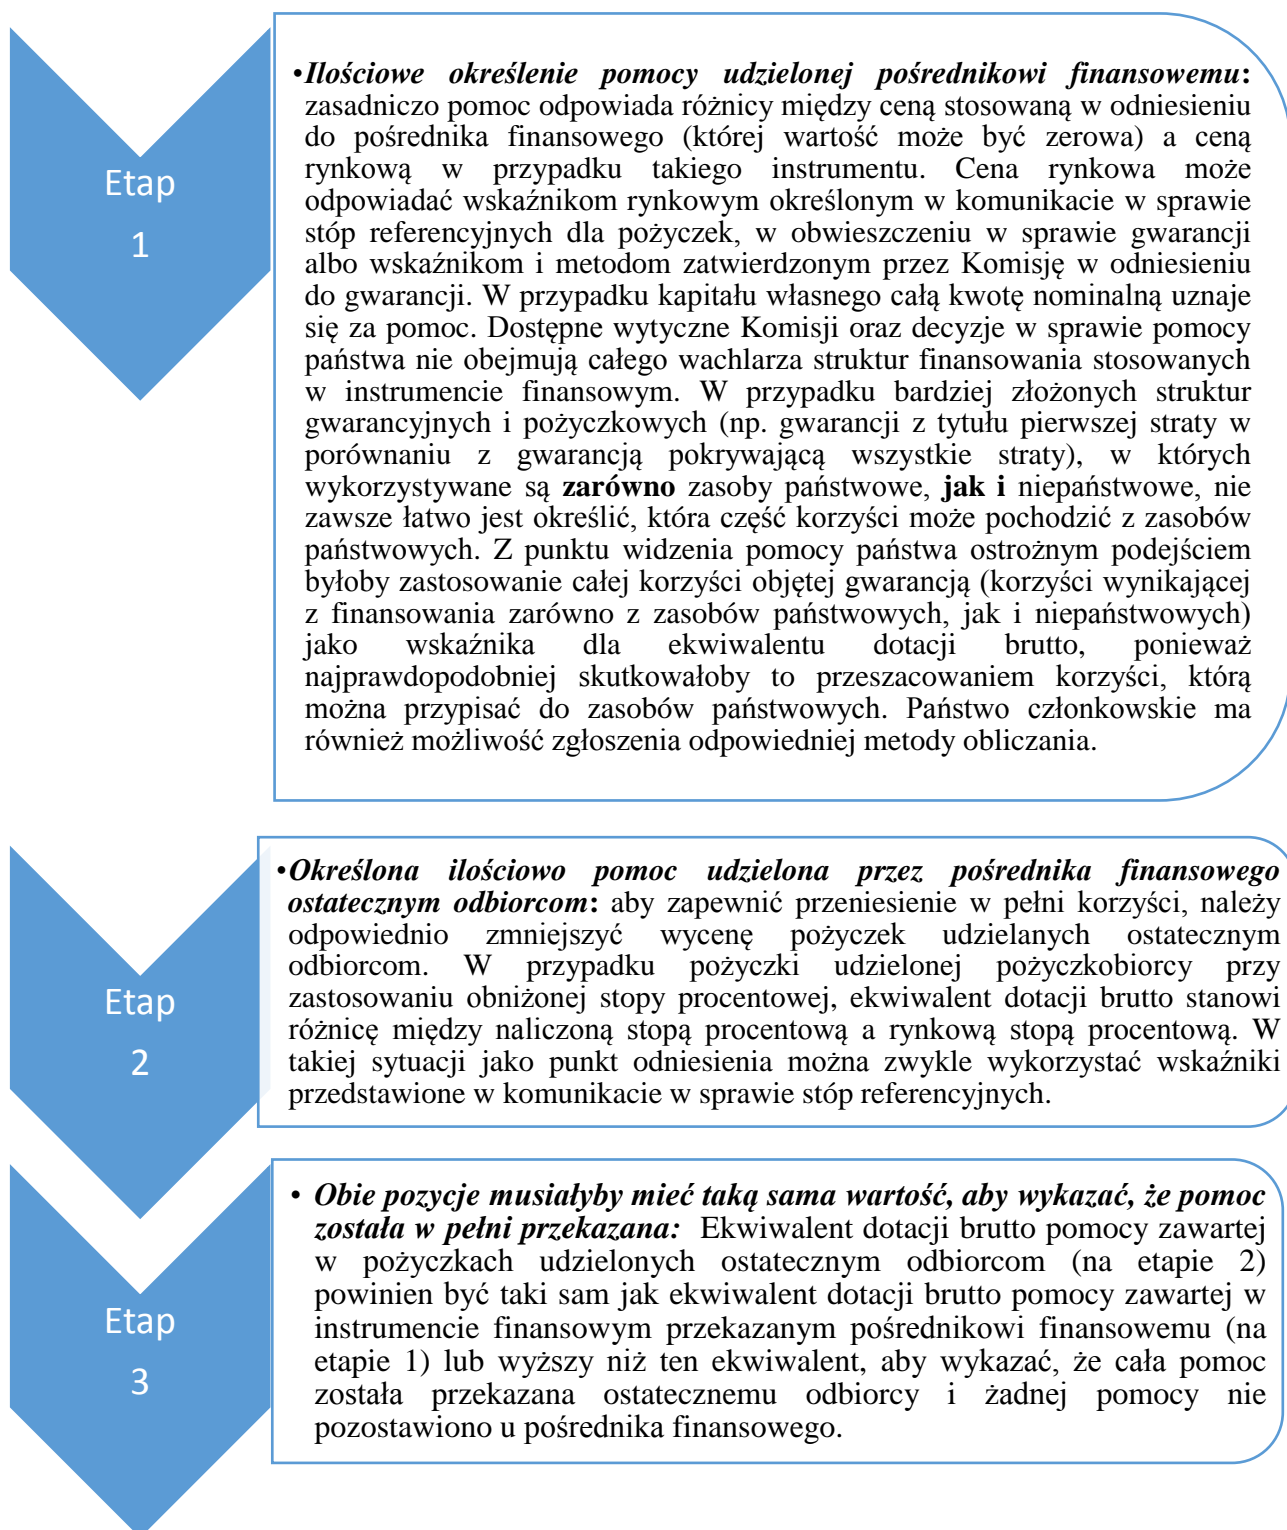 Etap
1
•Ilościowe określenie pomocy udzielonej pośrednikowi finansowemu:
zasadniczo pomoc odpowiada różnicy między ceną stosowaną w odniesieniu
do pośrednika finansowego (której wartość może być zerowa) a ceną
rynkową w przypadku takiego instrumentu. Cena rynkowa może
odpowiadać wskaźnikom rynkowym określonym w komunikacie w sprawie
stóp referencyjnych dla pożyczek, w obwieszczeniu w sprawie gwarancji
albo wskaźnikom i metodom zatwierdzonym przez Komisję w odniesieniu
do gwarancji. W przypadku kapitału własnego całą kwotę nominalną uznaje
się za pomoc. Dostępne wytyczne Komisji oraz decyzje w sprawie pomocy
państwa nie obejmują całego wachlarza struktur finansowania stosowanych
w instrumencie finansowym. W przypadku bardziej złożonych struktur
gwarancyjnych i pożyczkowych (np. gwarancji z tytułu pierwszej straty w
porównaniu z gwarancją pokrywającą wszystkie straty), w których
wykorzystywane są zarówno zasoby państwowe, jak i niepaństwowe, nie
zawsze łatwo jest określić, która część korzyści może pochodzić z zasobów
państwowych. Z punktu widzenia pomocy państwa ostrożnym podejściem
byłoby zastosowanie całej korzyści objętej gwarancją (korzyści wynikającej
z finansowania zarówno z zasobów państwowych, jak i niepaństwowych)
jako wskaźnika dla ekwiwalentu dotacji brutto, ponieważ
najprawdopodobniej skutkowałoby to przeszacowaniem korzyści, którą
można przypisać do zasobów państwowych. Państwo członkowskie ma
również możliwość zgłoszenia odpowiedniej metody obliczania.
Etap
2
•Określona ilościowo pomoc udzielona przez pośrednika finansowego
ostatecznym odbiorcom: aby zapewnić przeniesienie w pełni korzyści, należy
odpowiednio zmniejszyć wycenę pożyczek udzielanych ostatecznym
odbiorcom. W przypadku pożyczki udzielonej pożyczkobiorcy przy
zastosowaniu obniżonej stopy procentowej, ekwiwalent dotacji brutto stanowi
różnicę między naliczoną stopą procentową a rynkową stopą procentową. W
takiej sytuacji jako punkt odniesienia można zwykle wykorzystać wskaźniki
przedstawione w komunikacie w sprawie stóp referencyjnych.
Etap
3
• Obie pozycje musiałyby mieć taką sama wartość, aby wykazać, że pomoc
została w pełni przekazana: Ekwiwalent dotacji brutto pomocy zawartej
w pożyczkach udzielonych ostatecznym odbiorcom (na etapie 2)
powinien być taki sam jak ekwiwalent dotacji brutto pomocy zawartej w
instrumencie finansowym przekazanym pośrednikowi finansowemu (na
etapie 1) lub wyższy niż ten ekwiwalent, aby wykazać, że cała pomoc
została przekazana ostatecznemu odbiorcy i żadnej pomocy nie
pozostawiono u pośrednika finansowego.